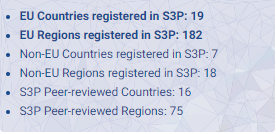 EU Countries registered in S3P: 19
EU Regions registered in S3P: 182
Non-EU Countries registered in S3P: 7
Non-EU Regions registered in S3P: 18
S3P Peer-reviewed Countries: 16
S3P Peer-reviewed Regions: 75